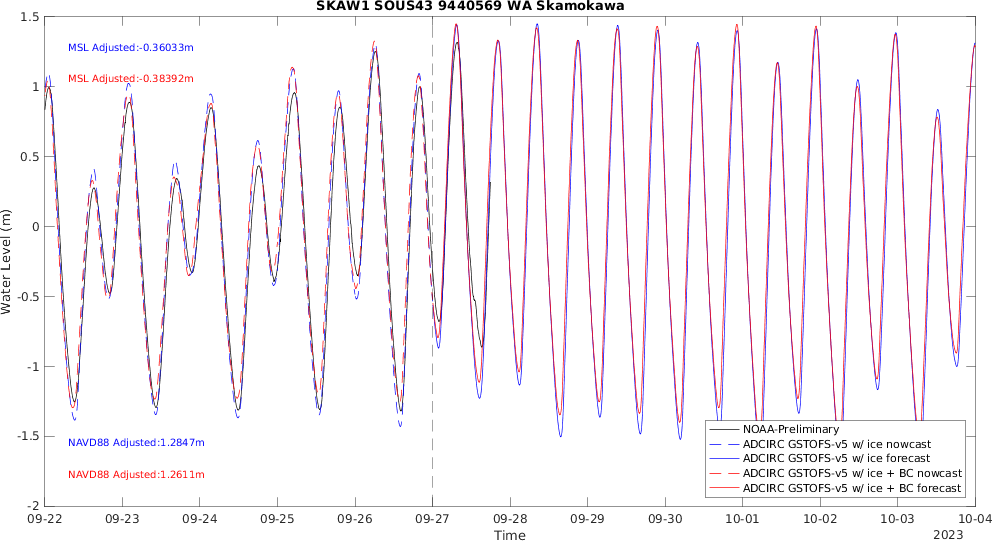 SKAW1 SOUS43 9440569 WA Skamokawa
1.5
1
0.5
0
-0.5
-1
-1.5
-2
Water Level (m)
MSL Adjusted:-0.36033m
MSL Adjusted:-0.38392m
NAVD88 Adjusted:1.2847m
NAVD88 Adjusted:1.2611m
NOAA-Preliminary
ADCIRC GSTOFS-v5 w/ ice nowcast
ADCIRC GSTOFS-v5 w/ ice forecast
ADCIRC GSTOFS-v5 w/ ice + BC nowcast
ADCIRC GSTOFS-v5 w/ ice + BC forecast
09-22 09-23 09-24 09-25 09-26 09-27 09-28 09-29 09-30 10-01 10-02 10-03 10-04
Time
2023